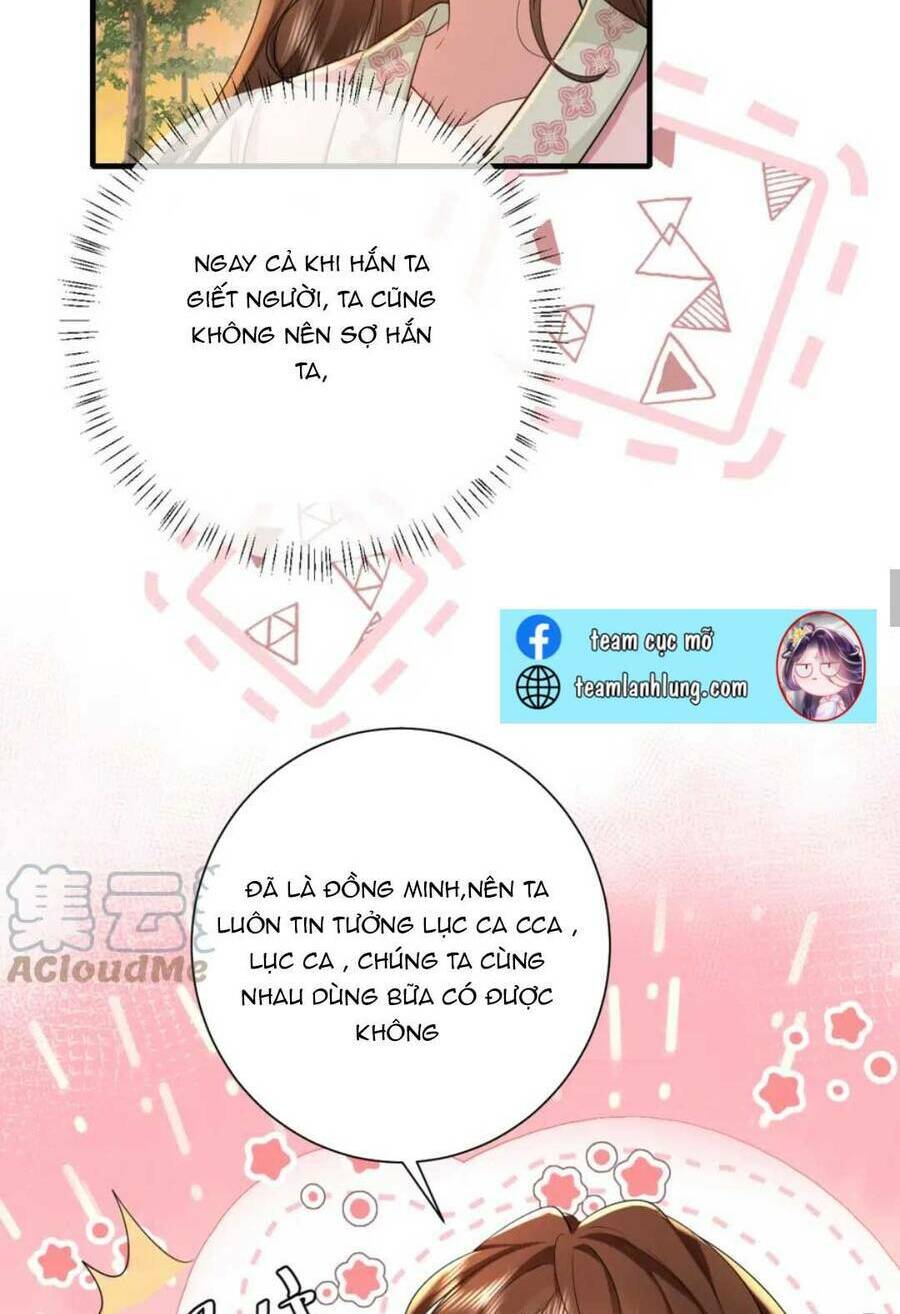 NGAY CẢ KHI HẮN TA
GIẾT NGƯỜI, TA CŨNG
KHÔNG NÊN SỢ HẮN
TA,
team cục mỡ
teamlanhlung.com
ĐÃ LÀ ĐỒNG MINH,NÊN TA
LUÔN TIN TƯỞNG LỤC CA CCA ,
LỤC CA , CHÚNG TA CÙNG
NHAU DÙNG BỮA CÓ ĐƯỢC
KHÔNG
集云
ACloudMe